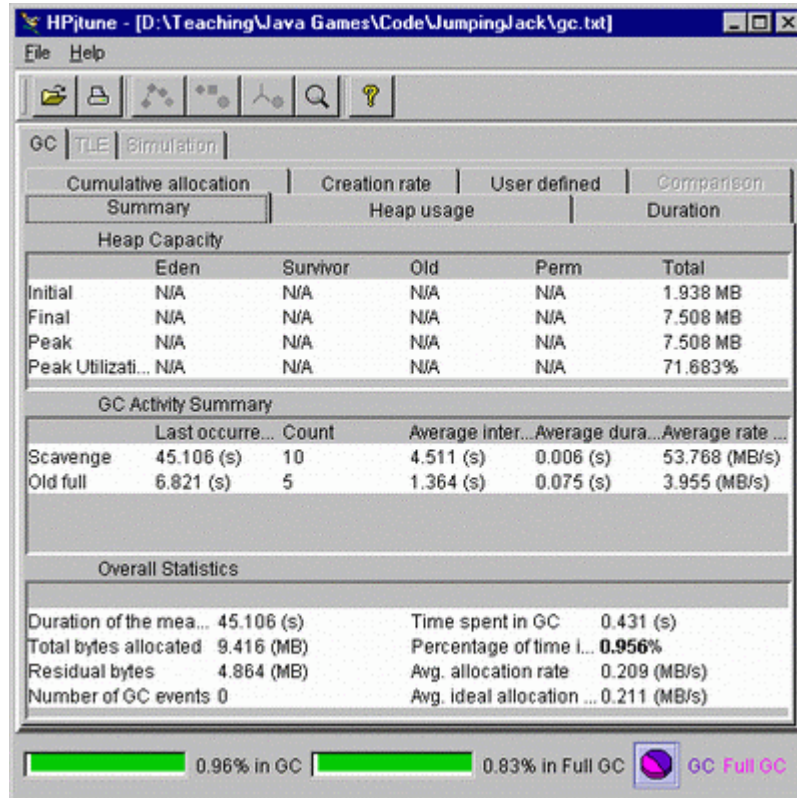 HPjtune - [D:\Teaching\Java Games\Code\JumpingJack\gc.txt]
File Help
GC TLE Simulation
Cumulative allocation Creation rate User defined Comparison
Summary Heap usage Duration
Heap Capacity
Eden Survivor Old Perm Total
Initial N/A N/A N/A N/A 1.938 MB
Final N/A N/A N/A N/A 7.508 MB
Peak N/A N/A N/A N/A 7.508 MB
Peak Utilizati... N/A N/A N/A N/A 71.683%
GC Activity Summary
Last occurre... Count Average inter... Average dura... Average rate ...
Scavenge 45.106 (s) 10 4.511 (s) 0.006 (s) 53.768 (MB/s)
Old full 6.821 (s) 5 1.364 (s) 0.075 (s) 3.955 (MB/s)
Overall Statistics
Duration of the mea... 45.106 (s) Time spent in GC 0.431 (s)
Total bytes allocated 9.416 (MB) Percentage of time i... 0.956%
Residual bytes 4.864 (MB) Avg. allocation rate 0.209 (MB/s)
Number of GC events 0 Avg. ideal allocation ... 0.211 (MB/s)
0.96% in GC 0.83% in Full GC GC Full GC